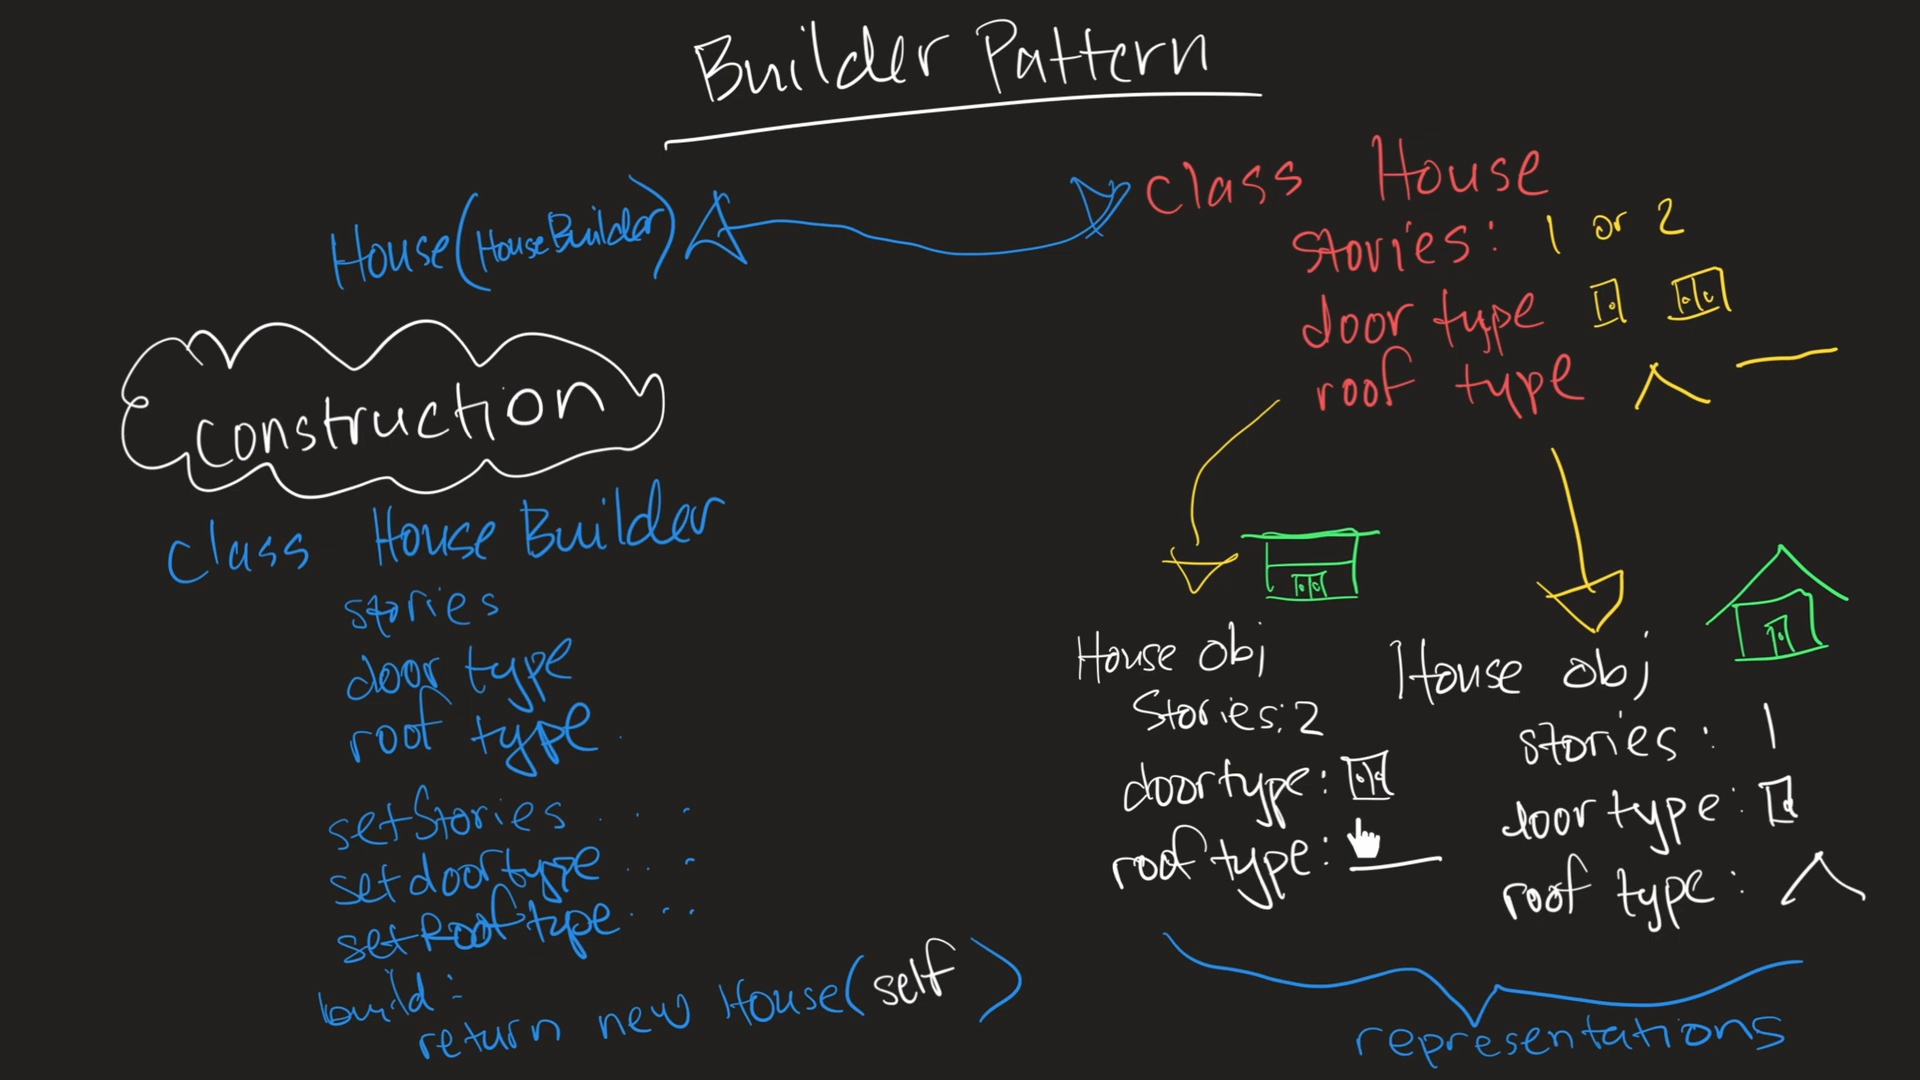 Builder Pattern
House(HouseBuilder)
class House
stories: 1 or 2
door type
roof type
construction
class House Builder
stories
door type
roof type.
setStories . . .
setdoortype . . .
setRooftype . . .
build:
return new House(self)
House Obj
Stories: 2
doortype:
roof type:
House obj
stories: 1
door type:
roof type:
representations